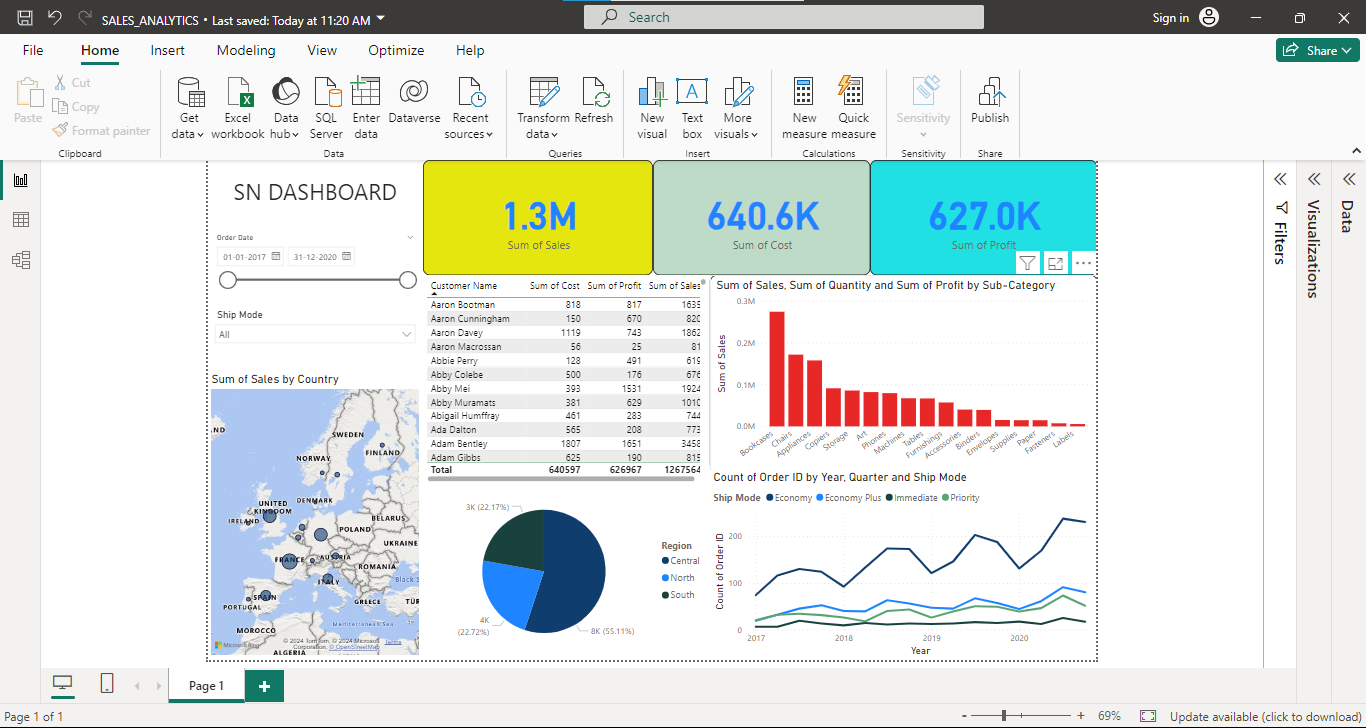 SALES_ANALYTICS • Last saved: Today at 11:20 AM
Search
Sign in
File Home Insert Modeling View Optimize Help
Share
Paste
Cut
Copy
Format painter
Clipboard
Get data
Excel workbook
Data hub
SQL Server
Enter data
Dataverse
Recent sources
Data
Transform data
Refresh
Queries
New visual
Text box
More visuals
Insert
New measure
Quick measure
Calculations
Sensitivity
Sensitivity
Publish
Share
SN DASHBOARD
Order Date
01-01-2017
31-12-2020
Ship Mode
All
1.3M
Sum of Sales
640.6K
Sum of Cost
627.0K
Sum of Profit
Sum of Sales by Country
SWEDEN
FINLAND
NORWAY
UNITED KINGDOM
DENMARK
IRELAND
POLAND
BELARUS
UKRAINE
FRANCE
AUSTRIA
ROMANIA
ITALY
Black S
SPAIN
PORTUGAL
GREECE
TÜR
Mediterranean Sea
MOROCCO
ALGERIA
Microsoft Bing
© 2024 TomTom, © 2024 Microsoft
Corporation, © OpenStreetMap
Terms
Customer Name Sum of Cost Sum of Profit Sum of Sales
Aaron Bootman 818 817 1635
Aaron Cunningham 150 670 820
Aaron Davey 1119 743 1862
Aaron Macrossan 56 25 81
Abbie Perry 128 491 619
Abby Colebe 500 176 676
Abby Mei 393 1531 1924
Abby Muramats 381 629 1010
Abigail Humffray 461 283 744
Ada Dalton 565 208 773
Adam Bentley 1807 1651 3458
Adam Gibbs 625 190 815
Total 640597 626967 1267564
Sum of Sales, Sum of Quantity and Sum of Profit by Sub-Category
Sum of Sales
0.3M
0.2M
0.1M
0.0M
Bookcases
Chairs
Appliances
Copiers
Storage
Art
Phones
Machines
Tables
Furnishings
Accessories
Binders
Envelopes
Supplies
Paper
Fasteners
Labels
3K (22.17%)
4K
(22.72%)
8K (55.11%)
Region
Central
North
South
Count of Order ID by Year, Quarter and Ship Mode
Ship Mode Economy Economy Plus Immediate Priority
Count of Order ID
200
100
0
2017 2018 2019 2020
Year
Filters
Visualizations
Data
Page 1
Page 1 of 1
- + 69%
Update available (click to download)